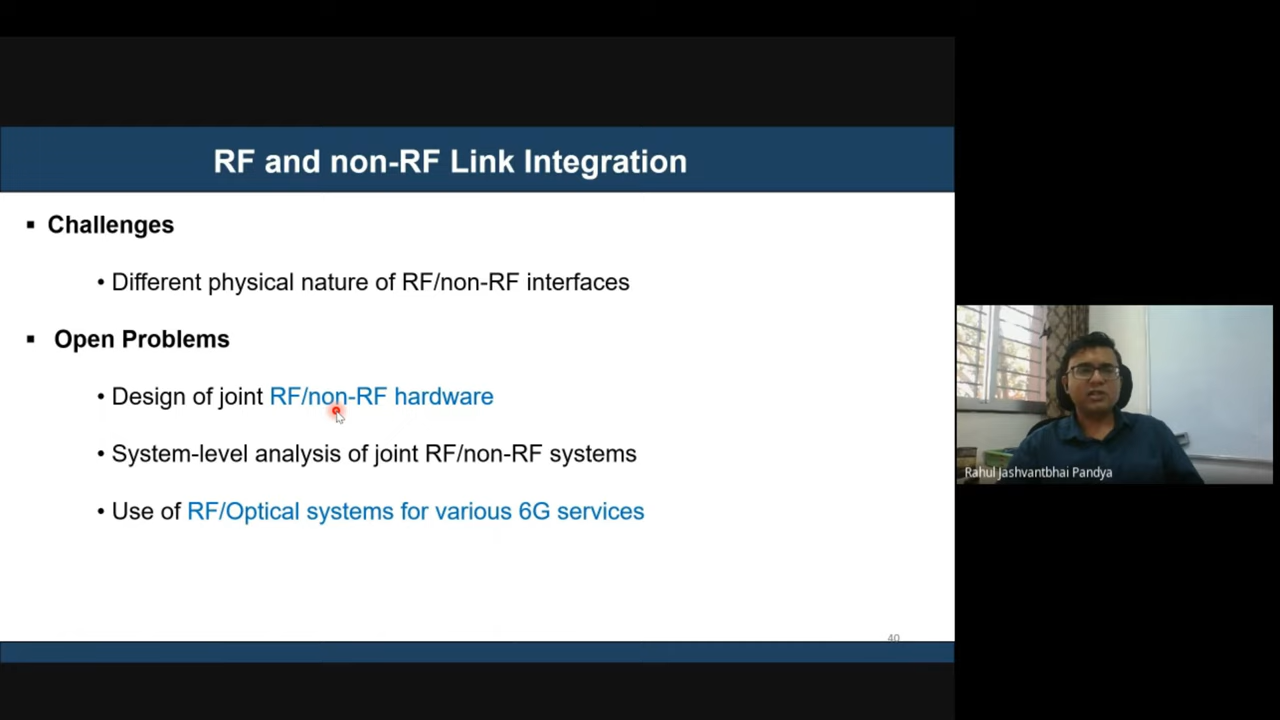 RF and non-RF Link Integration
▪ Challenges
• Different physical nature of RF/non-RF interfaces
▪ Open Problems
• Design of joint RF/non-RF hardware
• System-level analysis of joint RF/non-RF systems
• Use of RF/Optical systems for various 6G services
40
Rahul Jashvantbhai Pandya